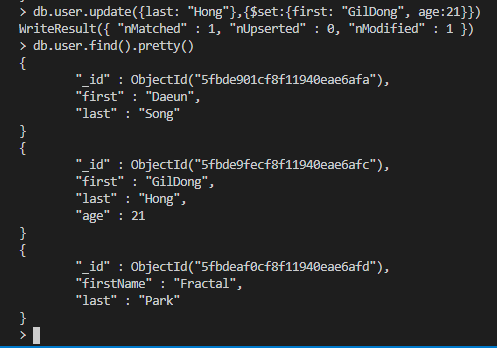 > db.user.update({last: "Hong"},{$set:{first: "GilDong", age:21}})
WriteResult({ "nMatched" : 1, "nUpserted" : 0, "nModified" : 1 })
> db.user.find().pretty()
{
        "_id" : ObjectId("5fbde901cf8f11940eae6afa"),
        "first" : "Daeun",
        "last" : "Song"
}
{
        "_id" : ObjectId("5fbde9fecf8f11940eae6afc"),
        "first" : "GilDong",
        "last" : "Hong",
        "age" : 21
}
{
        "_id" : ObjectId("5fbdeaf0cf8f11940eae6afd"),
        "firstName" : "Fractal",
        "last" : "Park"
}
>